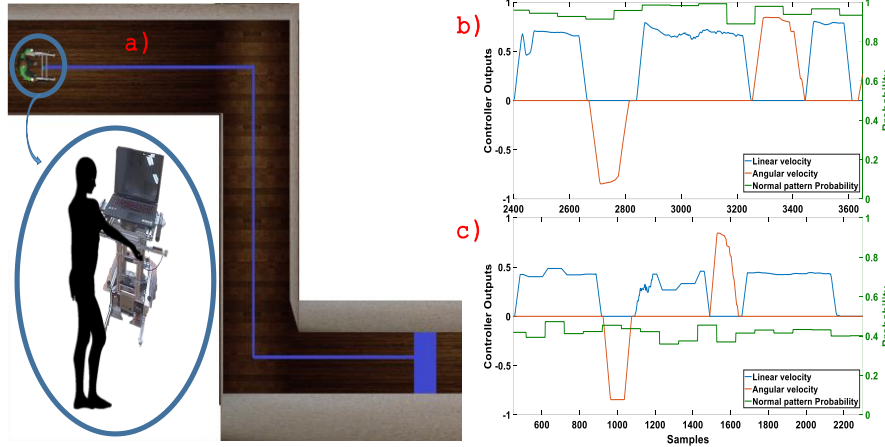 a)
b)
Controller Outputs
0.5
0
-0.5
-1
1
0.8
0.6
0.4
0.2
0
Probability
Linear velocity
Angular velocity
Normal pattern Probability
2400 2600 2800 3000 3200 3400 3600
c)
Controller Outputs
1
0.5
0
-0.5
-1
1
0.8
0.6
0.4
0.2
0
Probability
Linear velocity
Angular velocity
Normal pattern Probability
600 800 1000 1200 1400 1600 1800 2000 2200
Samples